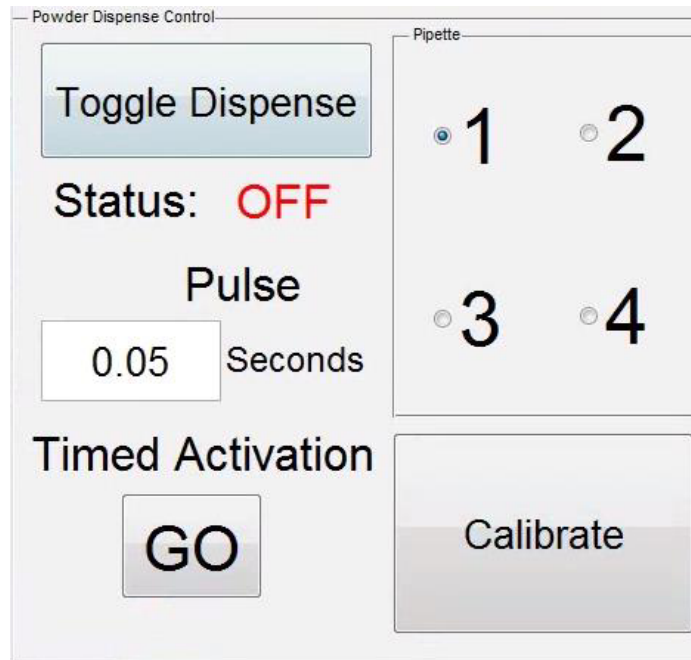 Powder Dispense Control
Toggle Dispense
Status: OFF
Pulse
0.05 Seconds
Timed Activation
GO
Pipette
1 2
3 4
Calibrate